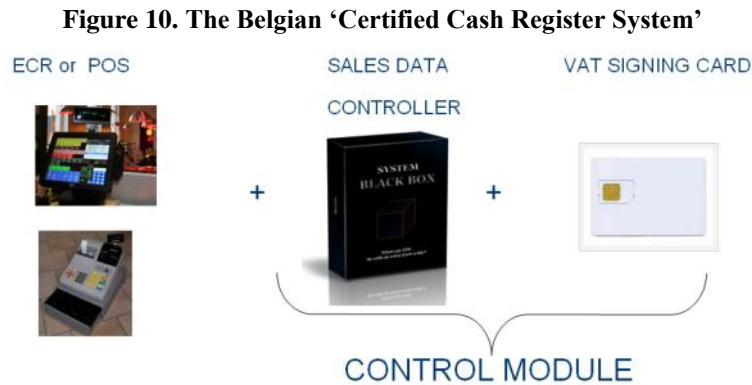 Figure 10. The Belgian ‘Certified Cash Register System’
ECR or POS
SALES DATA
CONTROLLER
VAT SIGNING CARD
SYSTEM
BLACK BOX
+
+
CONTROL MODULE